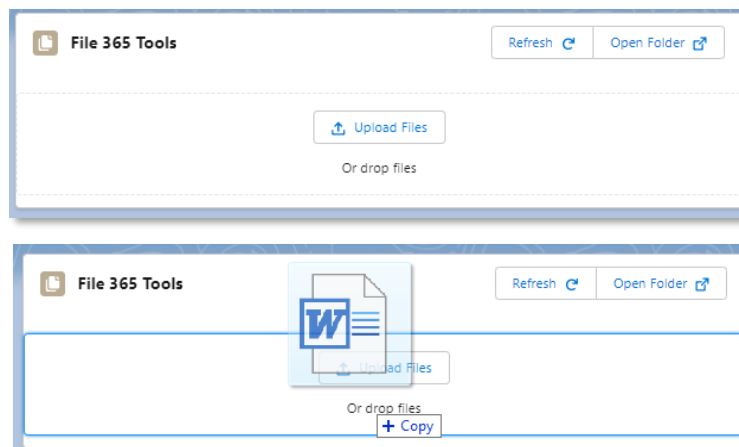 File 365 Tools
Refresh
Open Folder
Upload Files
Or drop files
File 365 Tools
Refresh
Open Folder
W
Upload Files
Or drop files
+ Copy